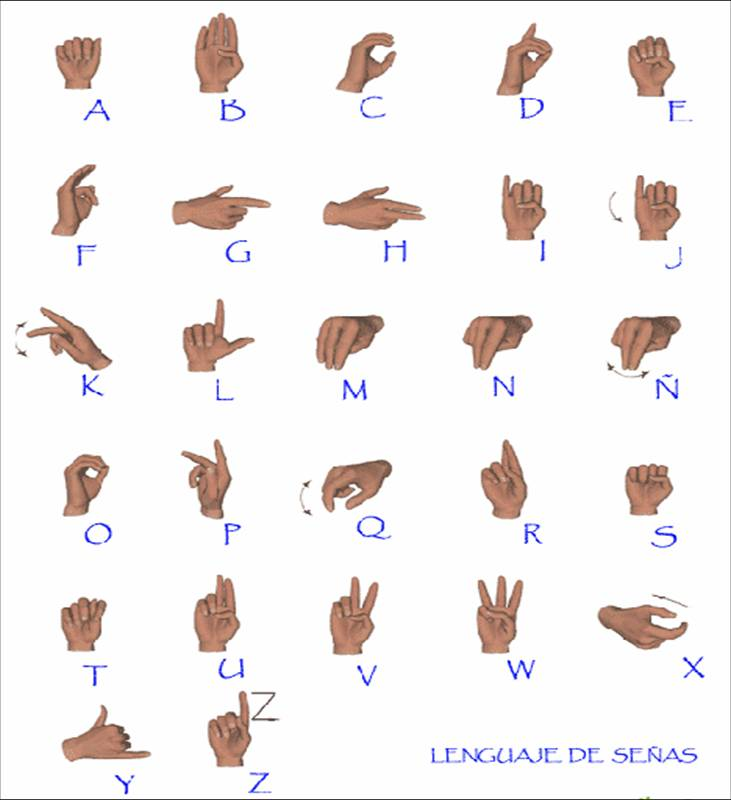 A B C D E
F G H I J
K L M N Ñ
O P Q R S
T U V W X
Z
Y Z
LENGUAJE DE SEÑAS